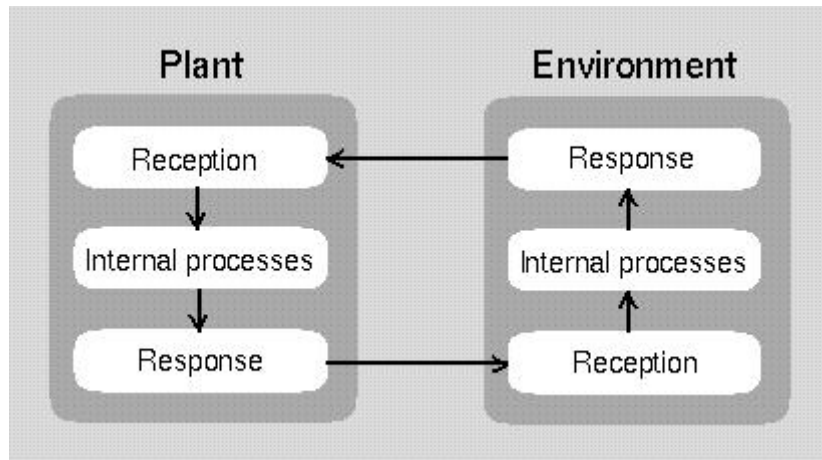 Plant
Reception
Internal processes
Response
Environment
Response
Internal processes
Reception